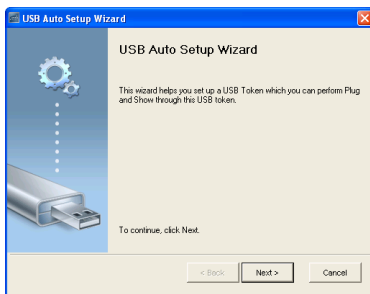 USB Auto Setup Wizard
USB Auto Setup Wizard
This wizard helps you set up a USB Token which you can perform Plug
and Show through this USB token.
To continue, click Next.
< Back
Next >
Cancel